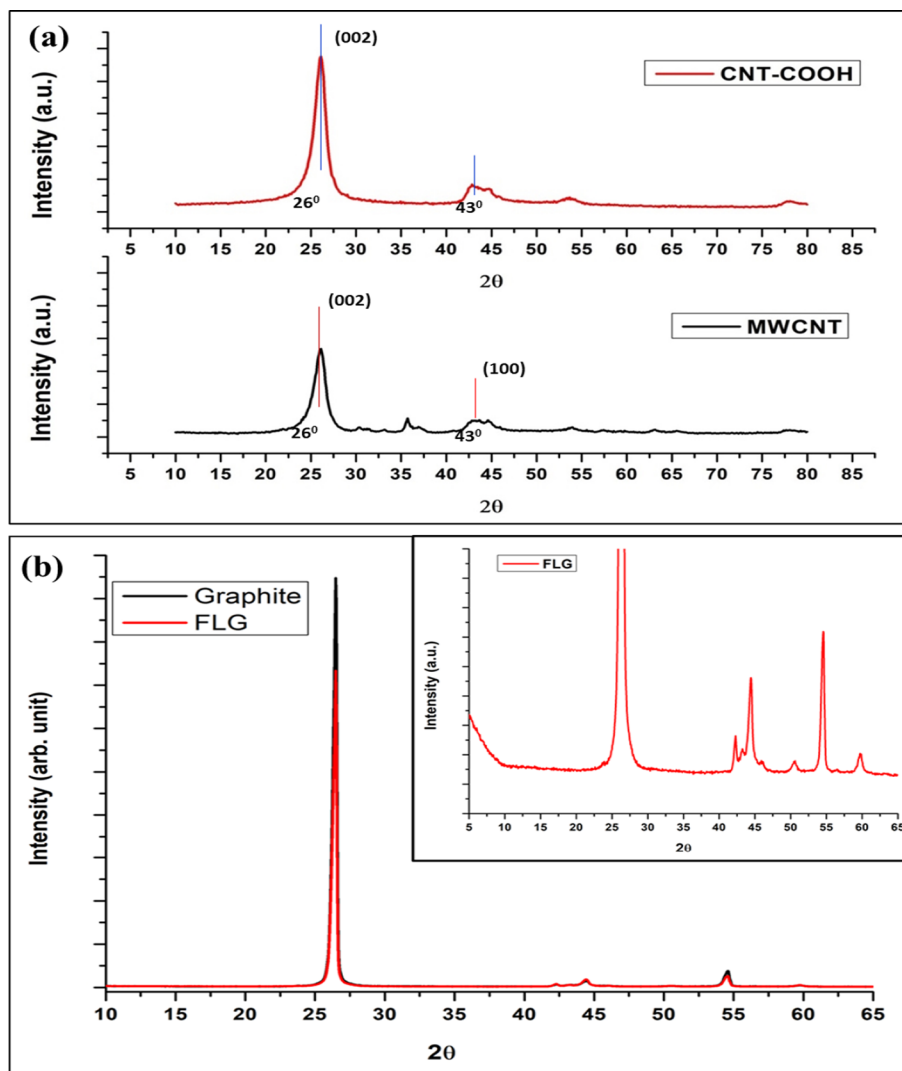 (a)
(002)
CNT-COOH
Intensity (a.u.)
26⁰
43⁰
5 10 15 20 25 30 35 40 45 50 55 60 65 70 75 80 85
2θ
(002)
MWCNT
(100)
Intensity (a.u.)
26⁰
43⁰
5 10 15 20 25 30 35 40 45 50 55 60 65 70 75 80 85
2θ
(b)
Graphite
FLG
Intensity (arb. unit)
10 15 20 25 30 35 40 45 50 55 60 65
2θ
FLG
Intensity (a.u.)
5 10 15 20 25 30 35 40 45 50 55 60 65
2θ